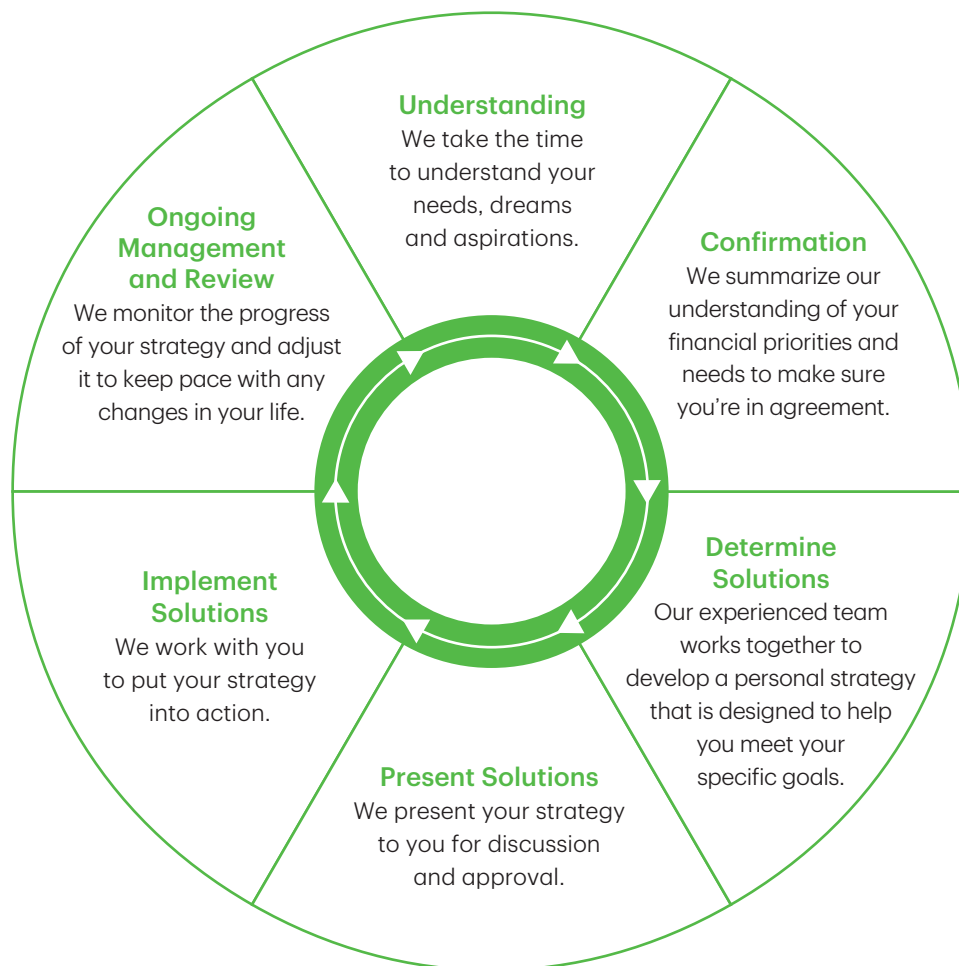 Understanding
We take the time
to understand your
needs, dreams
and aspirations.
Confirmation
We summarize our
understanding of your
financial priorities and
needs to make sure
you’re in agreement.
Determine
Solutions
Our experienced team
works together to
develop a personal strategy
that is designed to help
you meet your
specific goals.
Present Solutions
We present your strategy
to you for discussion
and approval.
Implement
Solutions
We work with you
to put your strategy
into action.
Ongoing
Management
and Review
We monitor the progress
of your strategy and adjust
it to keep pace with any
changes in your life.